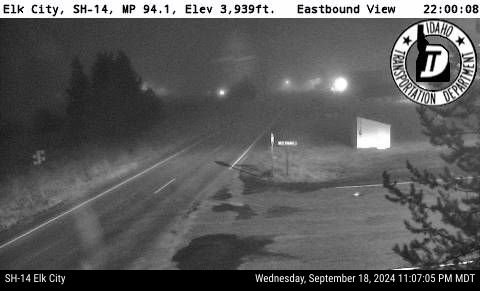 Elk City, SH-14, MP 94.1, Elev 3,939ft. Eastbound View 22:00:08
IDAHO
TRANSPORTATION DEPARTMENT
SH-14 Elk City Wednesday, September 18, 2024 11:07:05 PM MDT